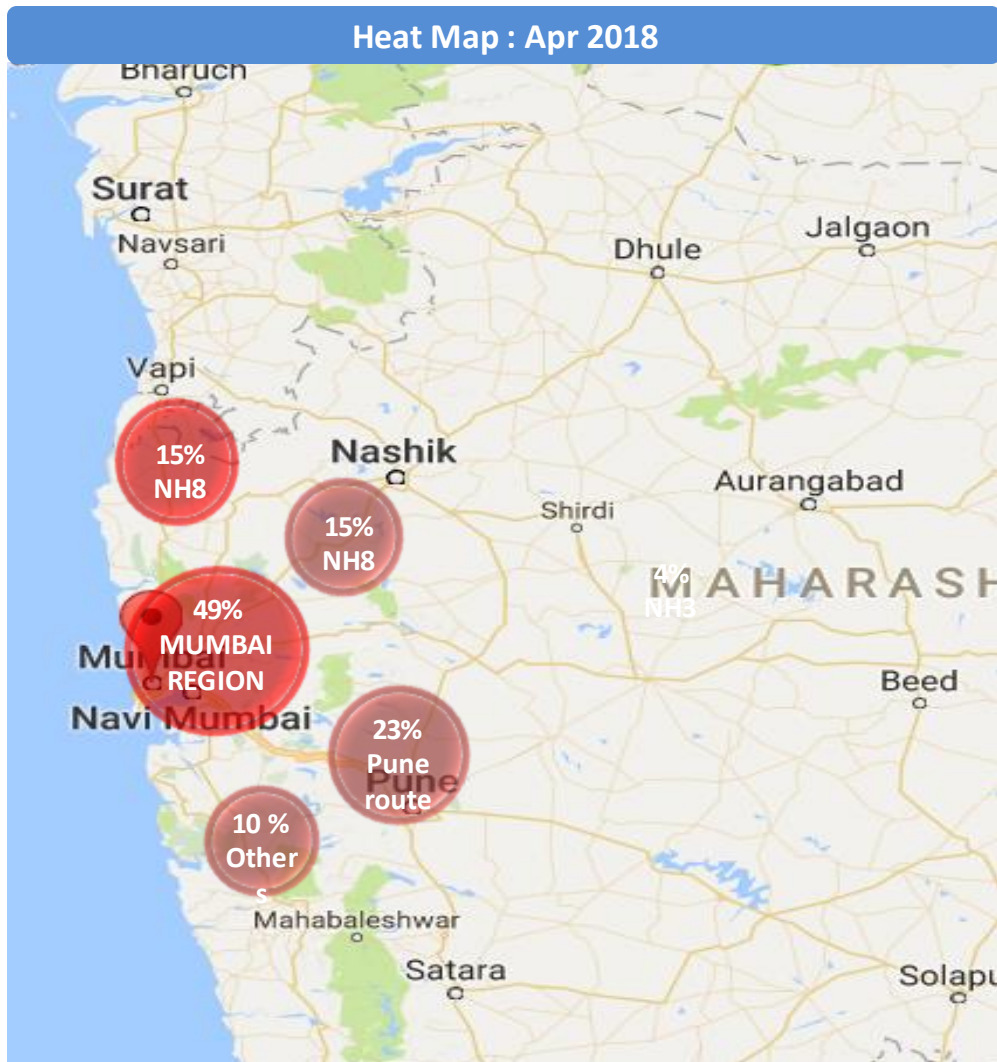 Heat Map : Apr 2018
Bharuch
Surat
Navsari
Dhule
Jalgaon
Vapi
15%
NH8
Nashik
Aurangabad
Shirdi
15%
NH8
4%
NH3
MAHARASH
49%
MUMBAI
REGION
Mumbai
Navi Mumbai
Beed
23%
Pune
route
Pune
10 %
Other
s
Mahabaleshwar
Satara
Solapu